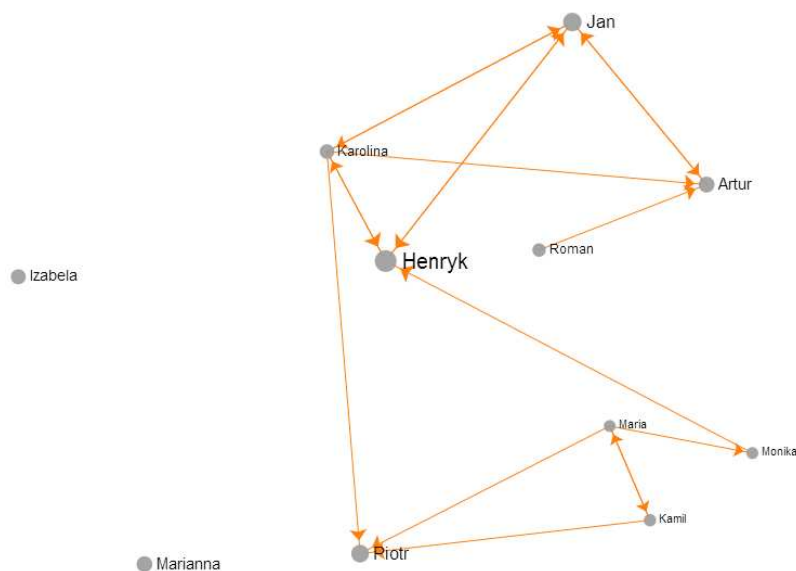 Jan
Karolina
Artur
Roman
Henryk
Izabela
Maria
Monika
Kamil
Piotr
Marianna